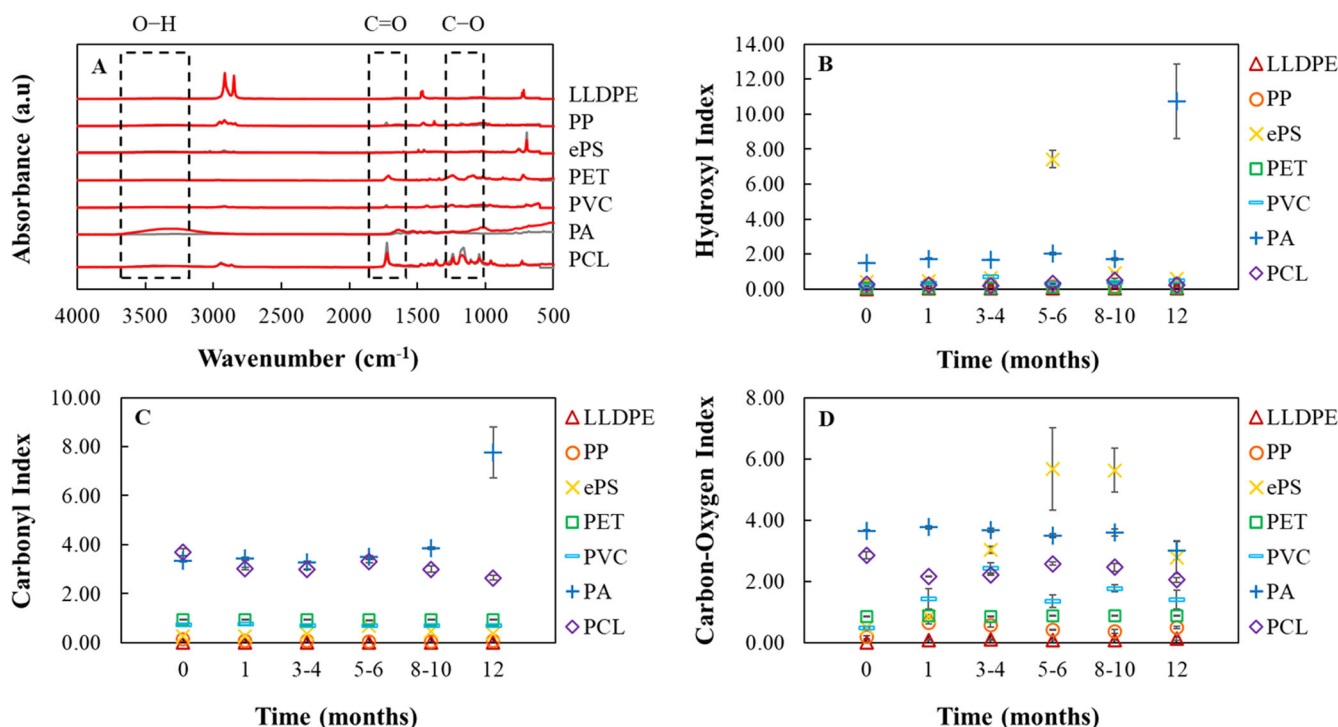 O−H C=O C−O
A
Absorbance (a.u)
LLDPE
PP
ePS
PET
PVC
PA
PCL
4000 3500 3000 2500 2000 1500 1000 500
Wavenumber (cm-1)
B
Hydroxyl Index
14.00
12.00
10.00
8.00
6.00
4.00
2.00
0.00
0 1 3-4 5-6 8-10 12
Time (months)
LLDPE
PP
ePS
PET
PVC
PA
PCL
C
Carbonyl Index
10.00
8.00
6.00
4.00
2.00
0.00
0 1 3-4 5-6 8-10 12
Time (months)
LLDPE
PP
ePS
PET
PVC
PA
PCL
D
Carbon-Oxygen Index
8.00
6.00
4.00
2.00
0.00
0 1 3-4 5-6 8-10 12
Time (months)
LLDPE
PP
ePS
PET
PVC
PA
PCL